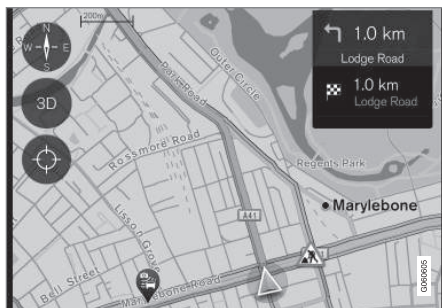 200m
N
W E
S
3D
1.0 km
Lodge Road
1.0 km
Lodge Road
Outer Circle
Park Road
Rossmore Road
Regents Park
Lisson Grove
Marylebone
A41
Bell Street
Marylebone Road
G060605